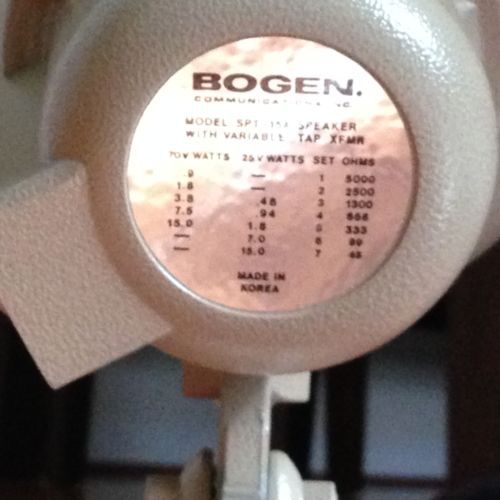 BOGEN.
COMMUNICATIONS, INC.
MODEL SPT-15A SPEAKER
WITH VARIABLE TAP XFMR
70V WATTS 25V WATTS SET OHMS
.9 — 1 5000
1.8 — 2 2500
3.8 .48 3 1300
7.5 .94 4 666
15.0 1.8 5 333
— 7.0 6 89
— 15.0 7 45
MADE IN
KOREA